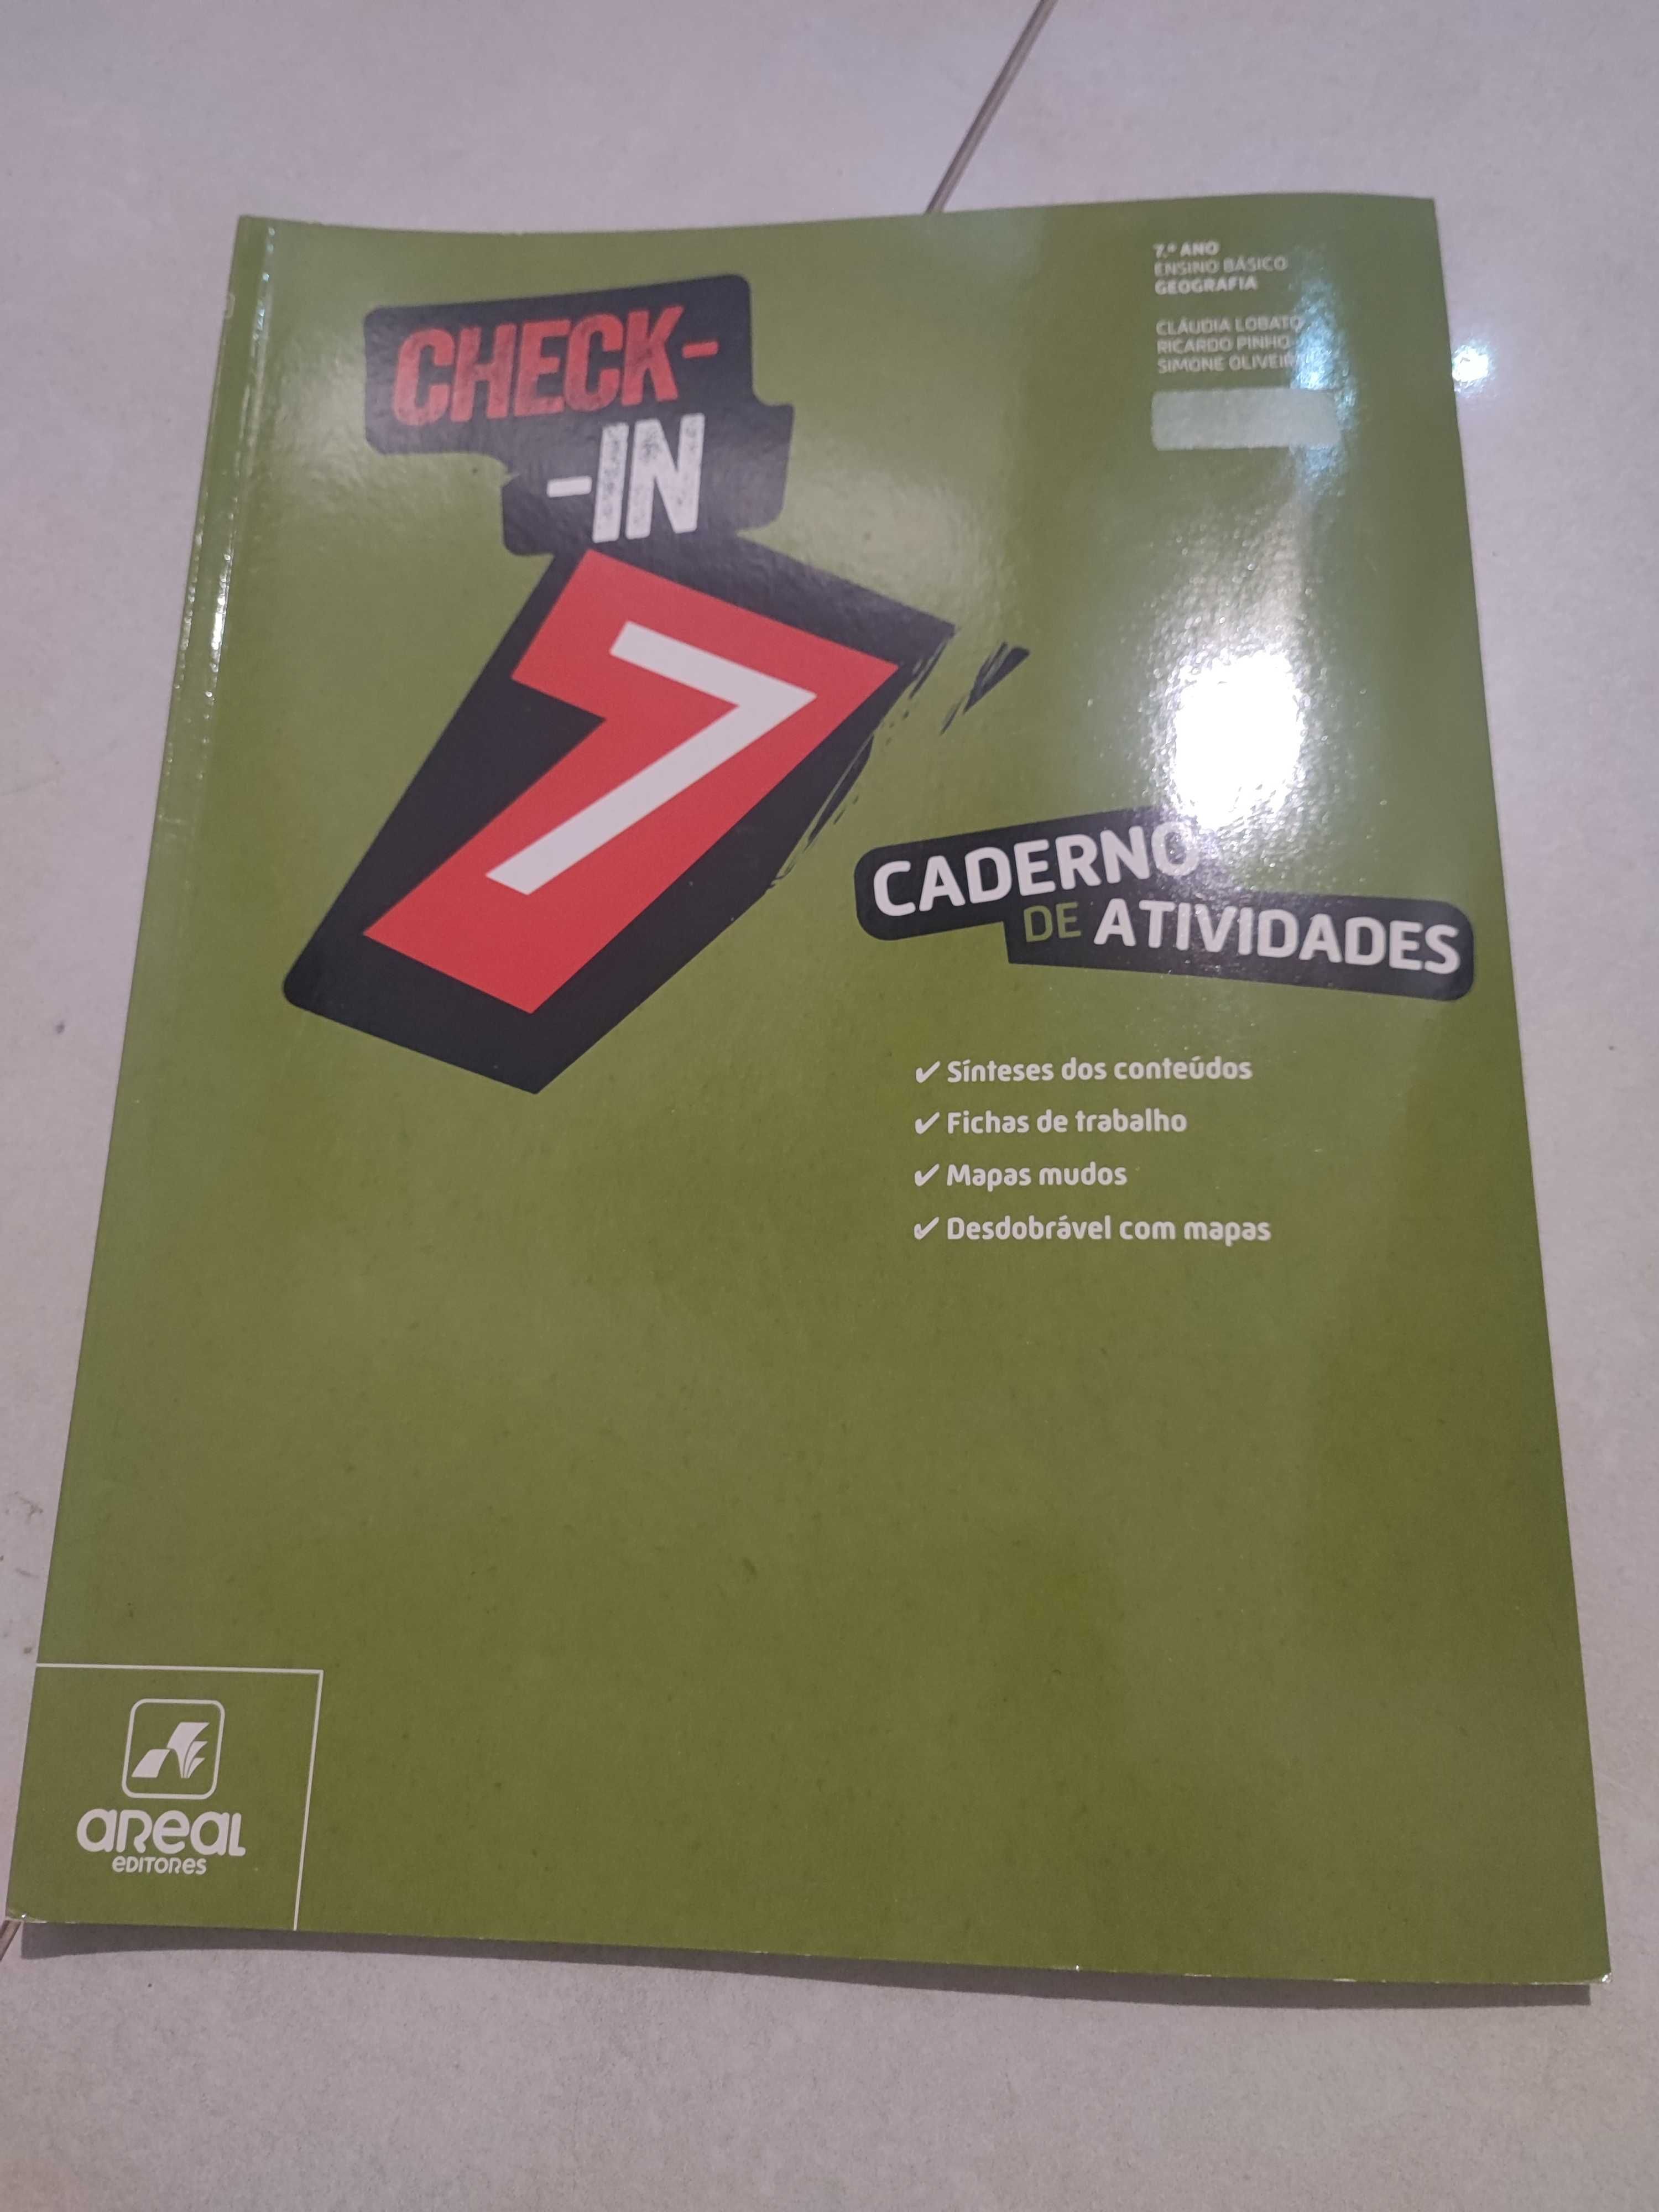 7.º ANO
ENSINO BÁSICO
GEOGRAFIA
CLÁUDIA LOBATO
RICARDO PINHO
SIMONE
CHECK-
-IN
7
CADERNO
DE ATIVIDADES
✔ Sínteses dos conteúdos
✔ Fichas de trabalho
✔ Mapas mudos
✔ Desdobrável com mapas
areal
editores